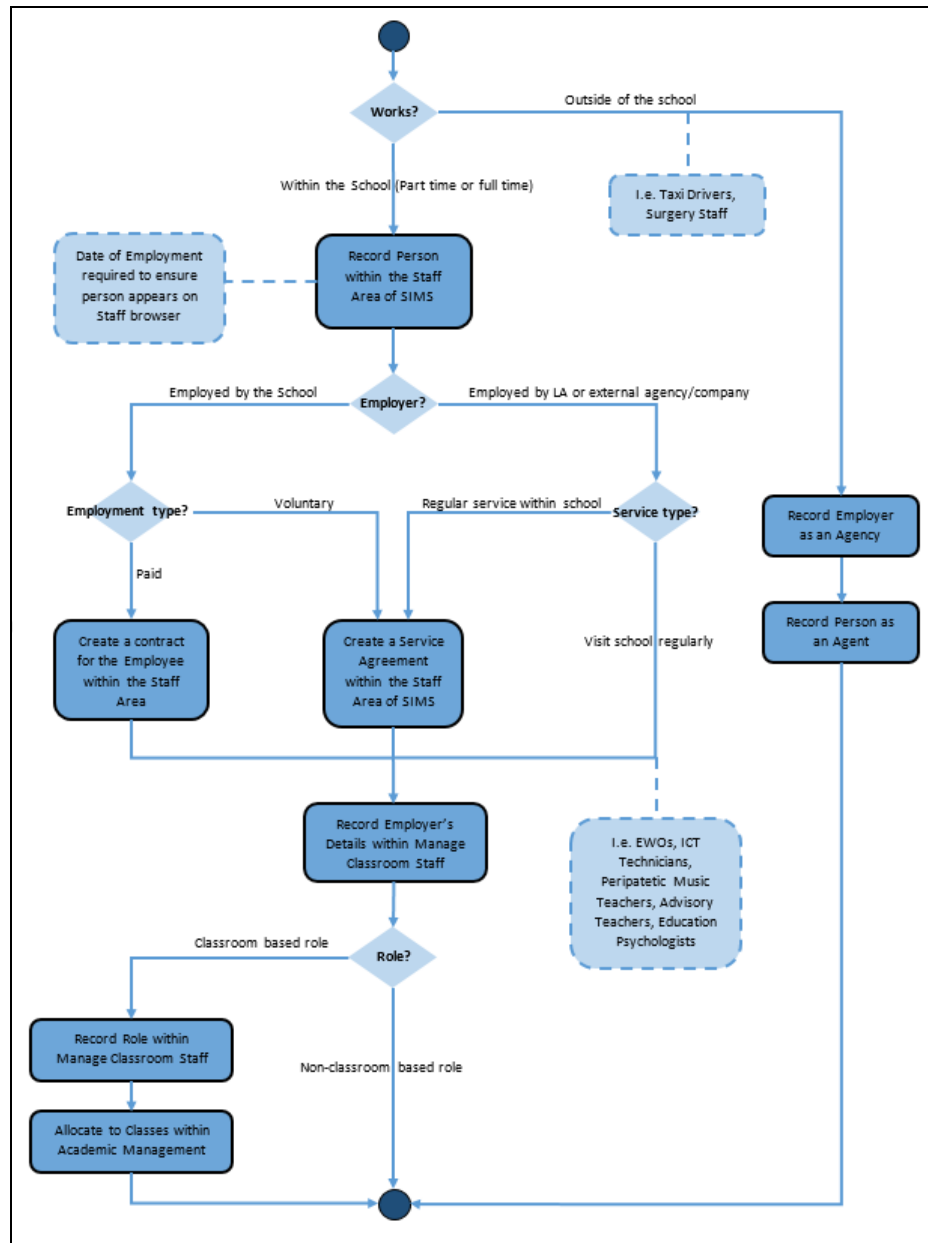 Works?
Outside of the school
Within the School (Part time or full time)
I.e. Taxi Drivers,
Surgery Staff
Date of Employment
required to ensure
person appears on
Staff browser
Record Person
within the Staff
Area of SIMS
Employed by the School
Employer?
Employed by LA or external agency/company
Employment type?
Voluntary
Regular service within school
Service type?
Record Employer
as an Agency
Paid
Record Person as
an Agent
Create a contract
for the Employee
within the Staff
Area
Create a Service
Agreement
within the Staff
Area of SIMS
Visit school regularly
Record Employer's
Details within Manage
Classroom Staff
I.e. EWOs, ICT
Technicians,
Peripatetic Music
Teachers, Advisory
Teachers, Education
Psychologists
Classroom based role
Role?
Record Role within
Manage Classroom Staff
Non-classroom based role
Allocate to Classes within
Academic Management